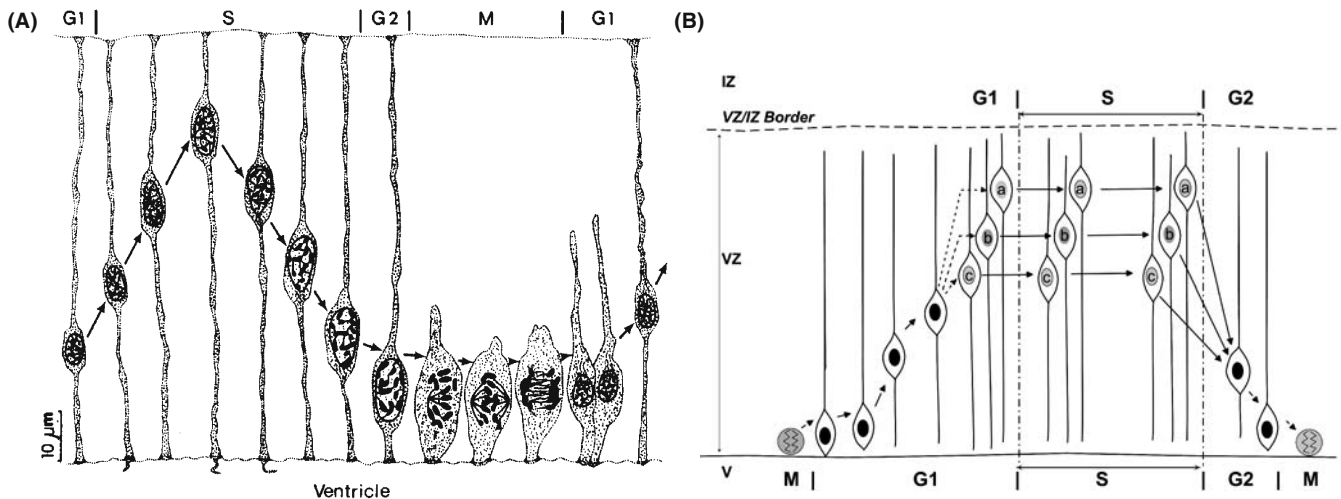 (A)
G1 | S | G2 | M | G1
10 µm
Ventricle
(B)
IZ
G1 | S | G2
VZ/IZ Border
a a a
b b b
c c c
VZ
V
M | G1 | S | G2 | M